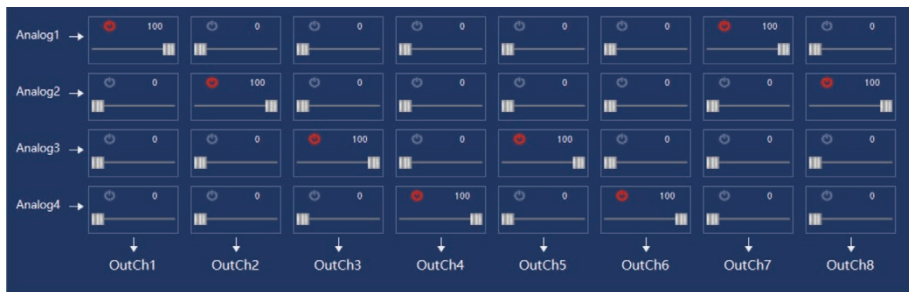 Analog1 → 100 0 0 0 0 0 100 0
Analog2 → 0 100 0 0 0 0 0 100
Analog3 → 0 0 100 0 100 0 0 0
Analog4 → 0 0 0 100 0 100 0 0
OutCh1 OutCh2 OutCh3 OutCh4 OutCh5 OutCh6 OutCh7 OutCh8